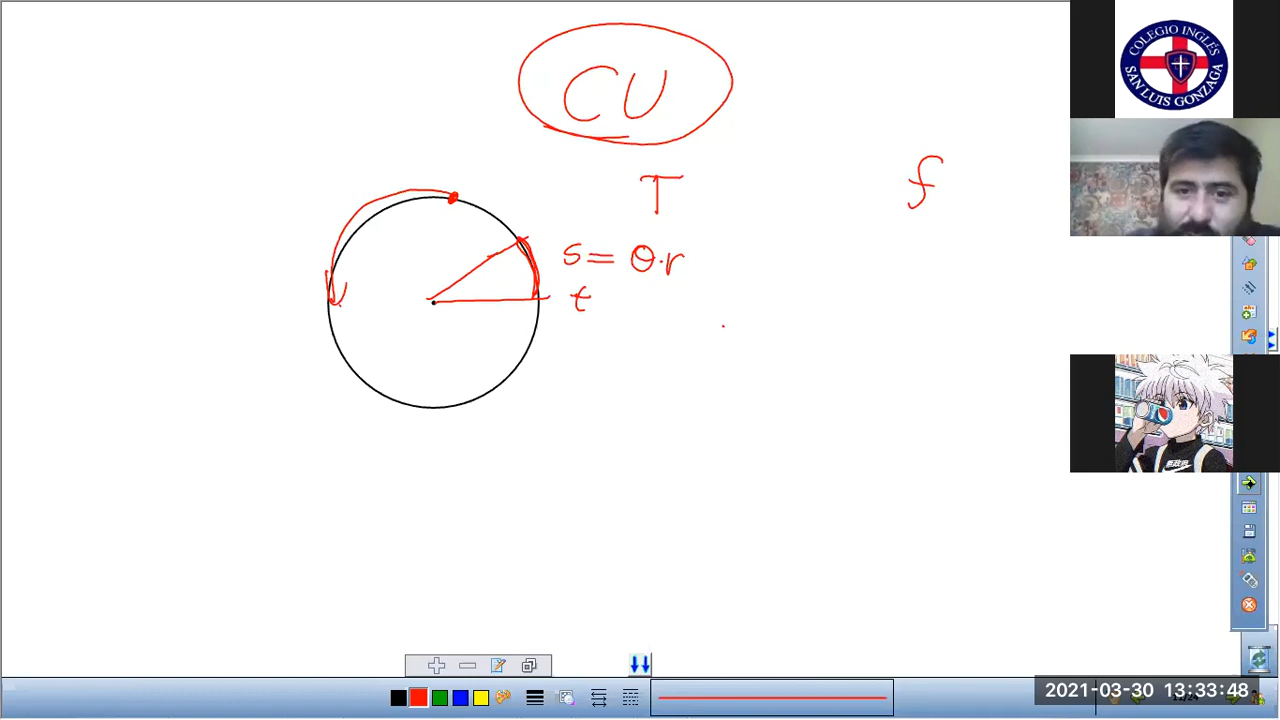 CU
T
f
s = θ·r
t
COLEGIO INGLÉS
SAN LUIS GONZAGA
2021-03-30 13:33:48